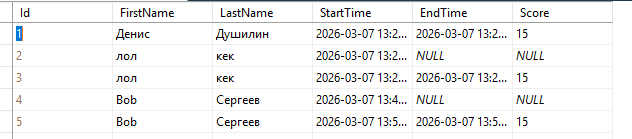 Id FirstName LastName StartTime EndTime Score
1 Денис Душилин 2026-03-07 13:2... 2026-03-07 13:2... 15
2 лол кек 2026-03-07 13:2... NULL NULL
3 лол кек 2026-03-07 13:2... 2026-03-07 13:2... 15
4 Bob Сергеев 2026-03-07 13:4... NULL NULL
5 Bob Сергеев 2026-03-07 13:5... 2026-03-07 13:5... 15